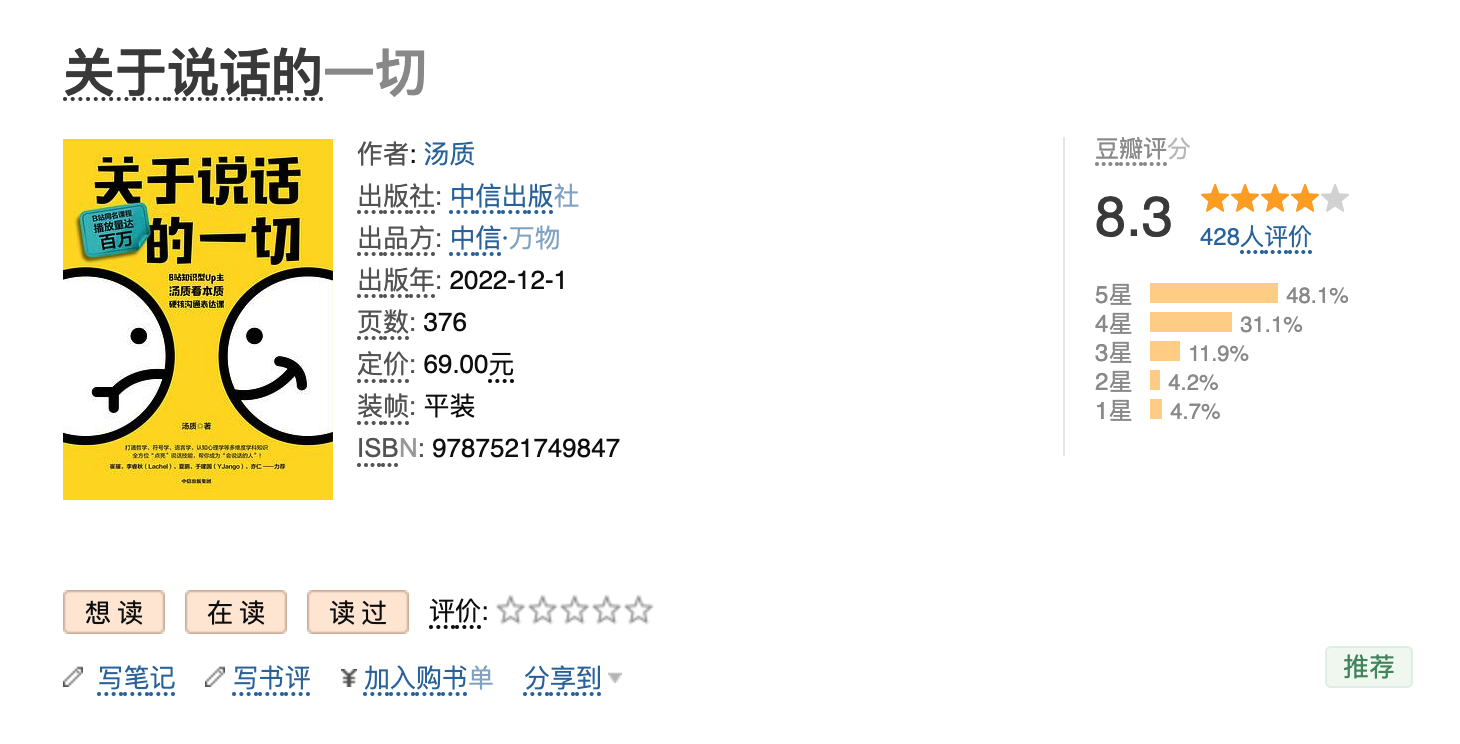 关于说话的一切
关于说话
的一切
B站同名课程
播放量达
百万
B站知识型Up主
汤质看本质
硬核沟通表达课
汤质◎著
打通哲学、符号学、语言学、认知心理学等多维度学科知识
全方位“点亮”说话技能，帮你成为“会说话的人”！
崔璀、李睿秋（Lachel）、夏鹏、于建国（YJango）、亦仁——力荐
中信出版集团
作者: 汤质
出版社: 中信出版社
出品方: 中信·万物
出版年: 2022-12-1
页数: 376
定价: 69.00元
装帧: 平装
ISBN: 9787521749847
豆瓣评分
8.3
428人评价
5星 48.1%
4星 31.1%
3星 11.9%
2星 4.2%
1星 4.7%
想读 在读 读过 评价:
写笔记 写书评 ¥加入购书单 分享到
推荐